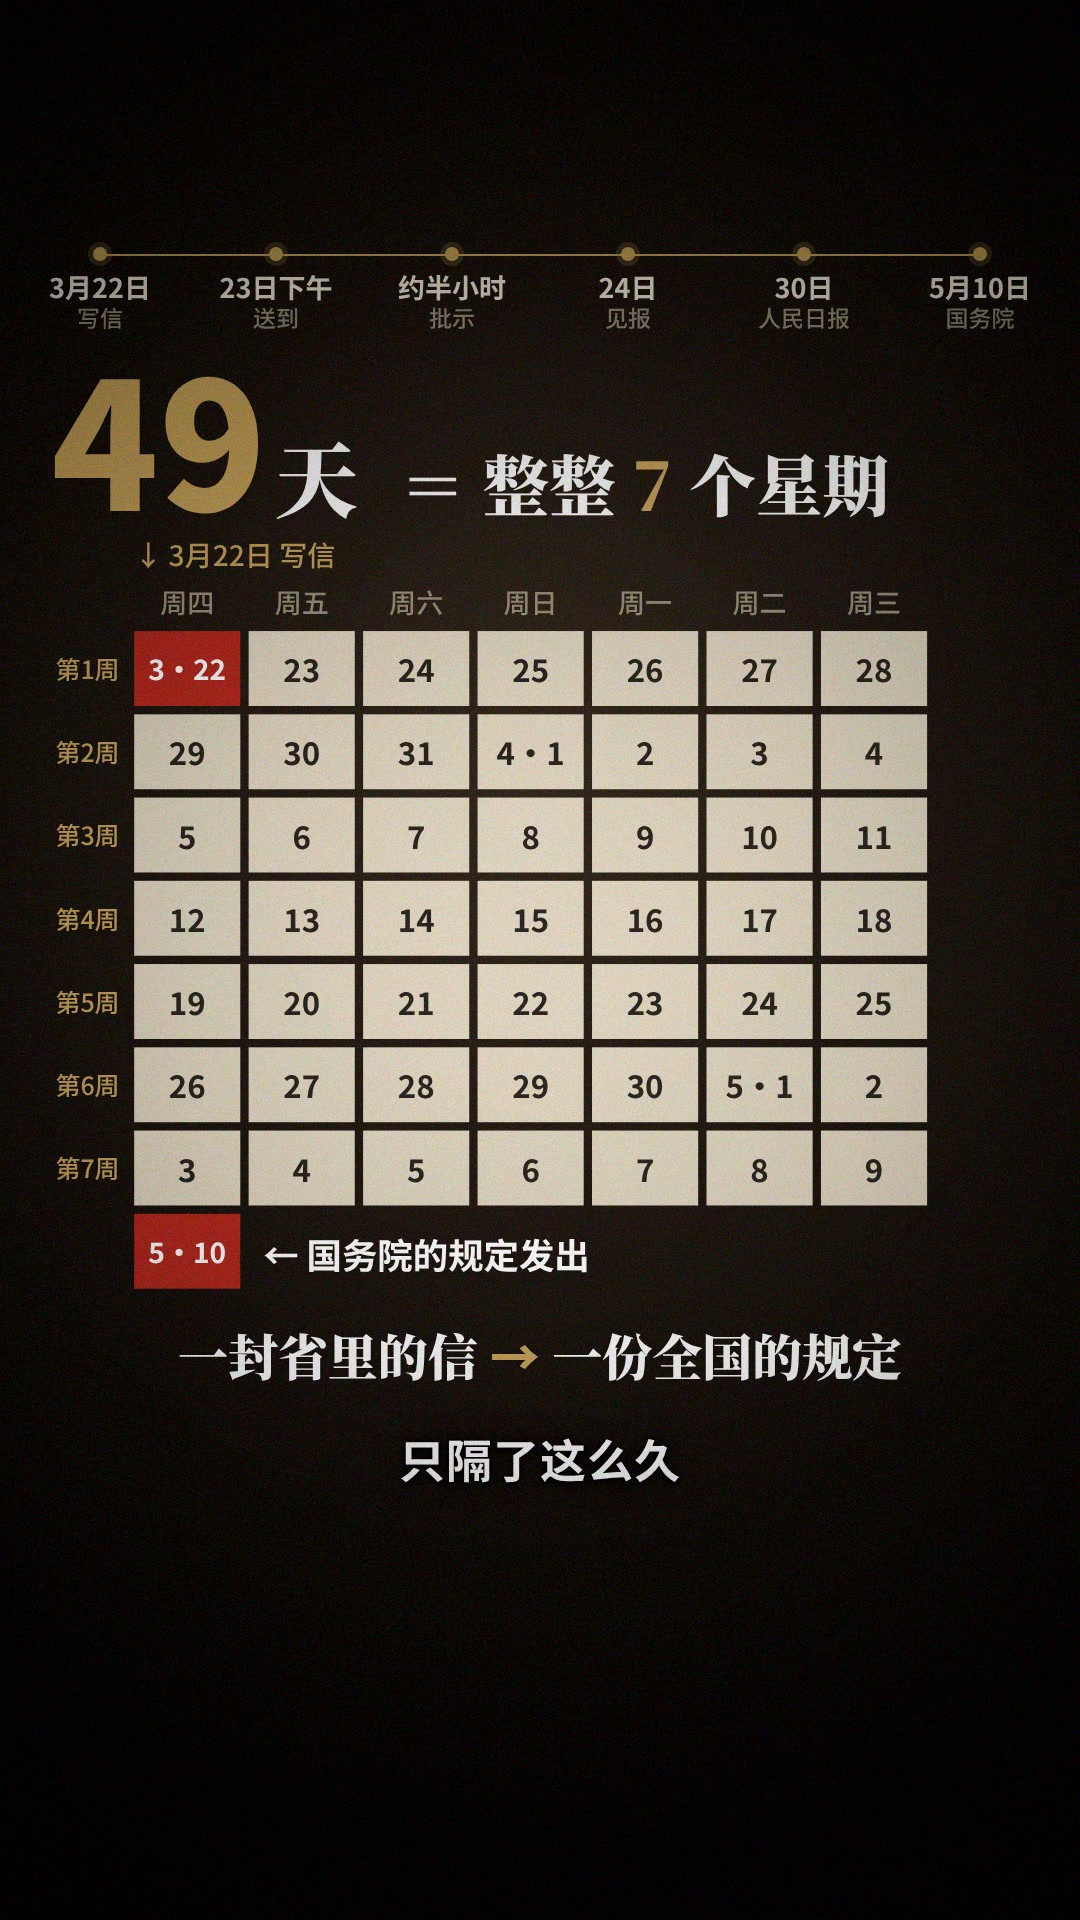 3月22日 23日下午 约半小时 24日 30日 5月10日
写信 送到 批示 见报 人民日报 国务院
49天 = 整整 7 个星期
↓ 3月22日 写信
周四 周五 周六 周日 周一 周二 周三
第1周 3·22 23 24 25 26 27 28
第2周 29 30 31 4·1 2 3 4
第3周 5 6 7 8 9 10 11
第4周 12 13 14 15 16 17 18
第5周 19 20 21 22 23 24 25
第6周 26 27 28 29 30 5·1 2
第7周 3 4 5 6 7 8 9
5·10 ← 国务院的规定发出
一封省里的信 → 一份全国的规定
只隔了这么久